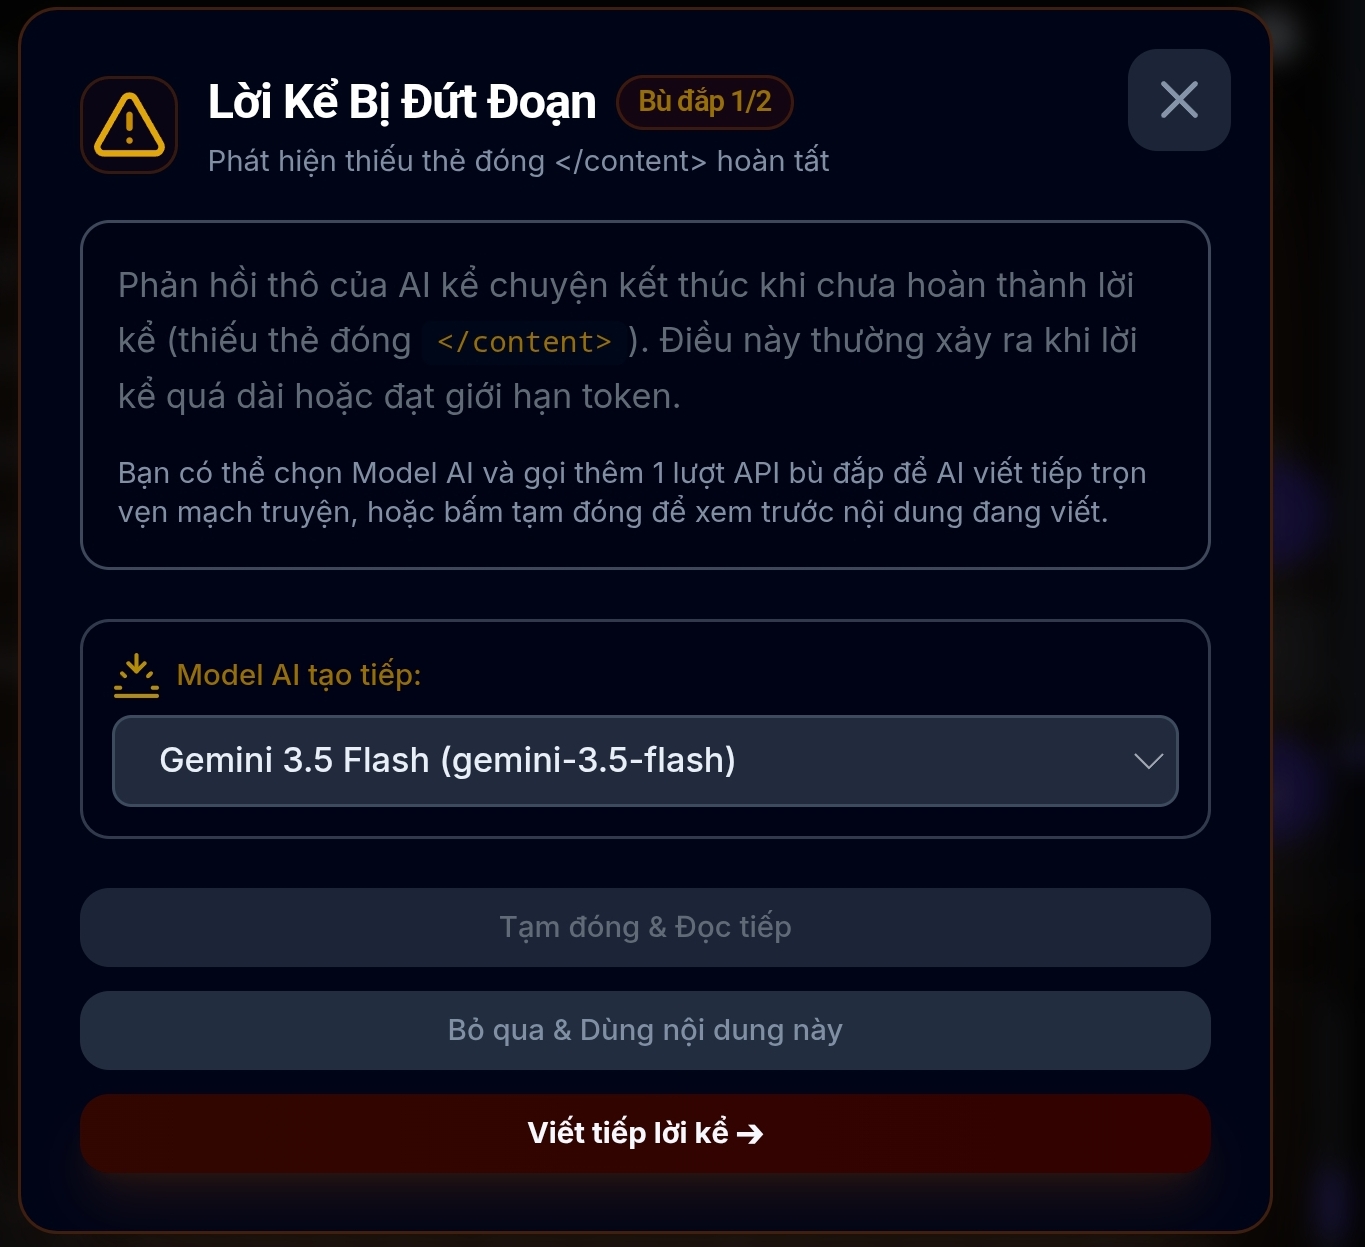 Lời Kể Bị Đứt Đoạn
Bù đắp 1/2
Phát hiện thiếu thẻ đóng </content> hoàn tất
Phản hồi thô của AI kể chuyện kết thúc khi chưa hoàn thành lời
kể (thiếu thẻ đóng </content> ). Điều này thường xảy ra khi lời
kể quá dài hoặc đạt giới hạn token.
Bạn có thể chọn Model AI và gọi thêm 1 lượt API bù đắp để AI viết tiếp trọn
vẹn mạch truyện, hoặc bấm tạm đóng để xem trước nội dung đang viết.
Model AI tạo tiếp:
Gemini 3.5 Flash (gemini-3.5-flash)
Tạm đóng & Đọc tiếp
Bỏ qua & Dùng nội dung này
Viết tiếp lời kể ➔